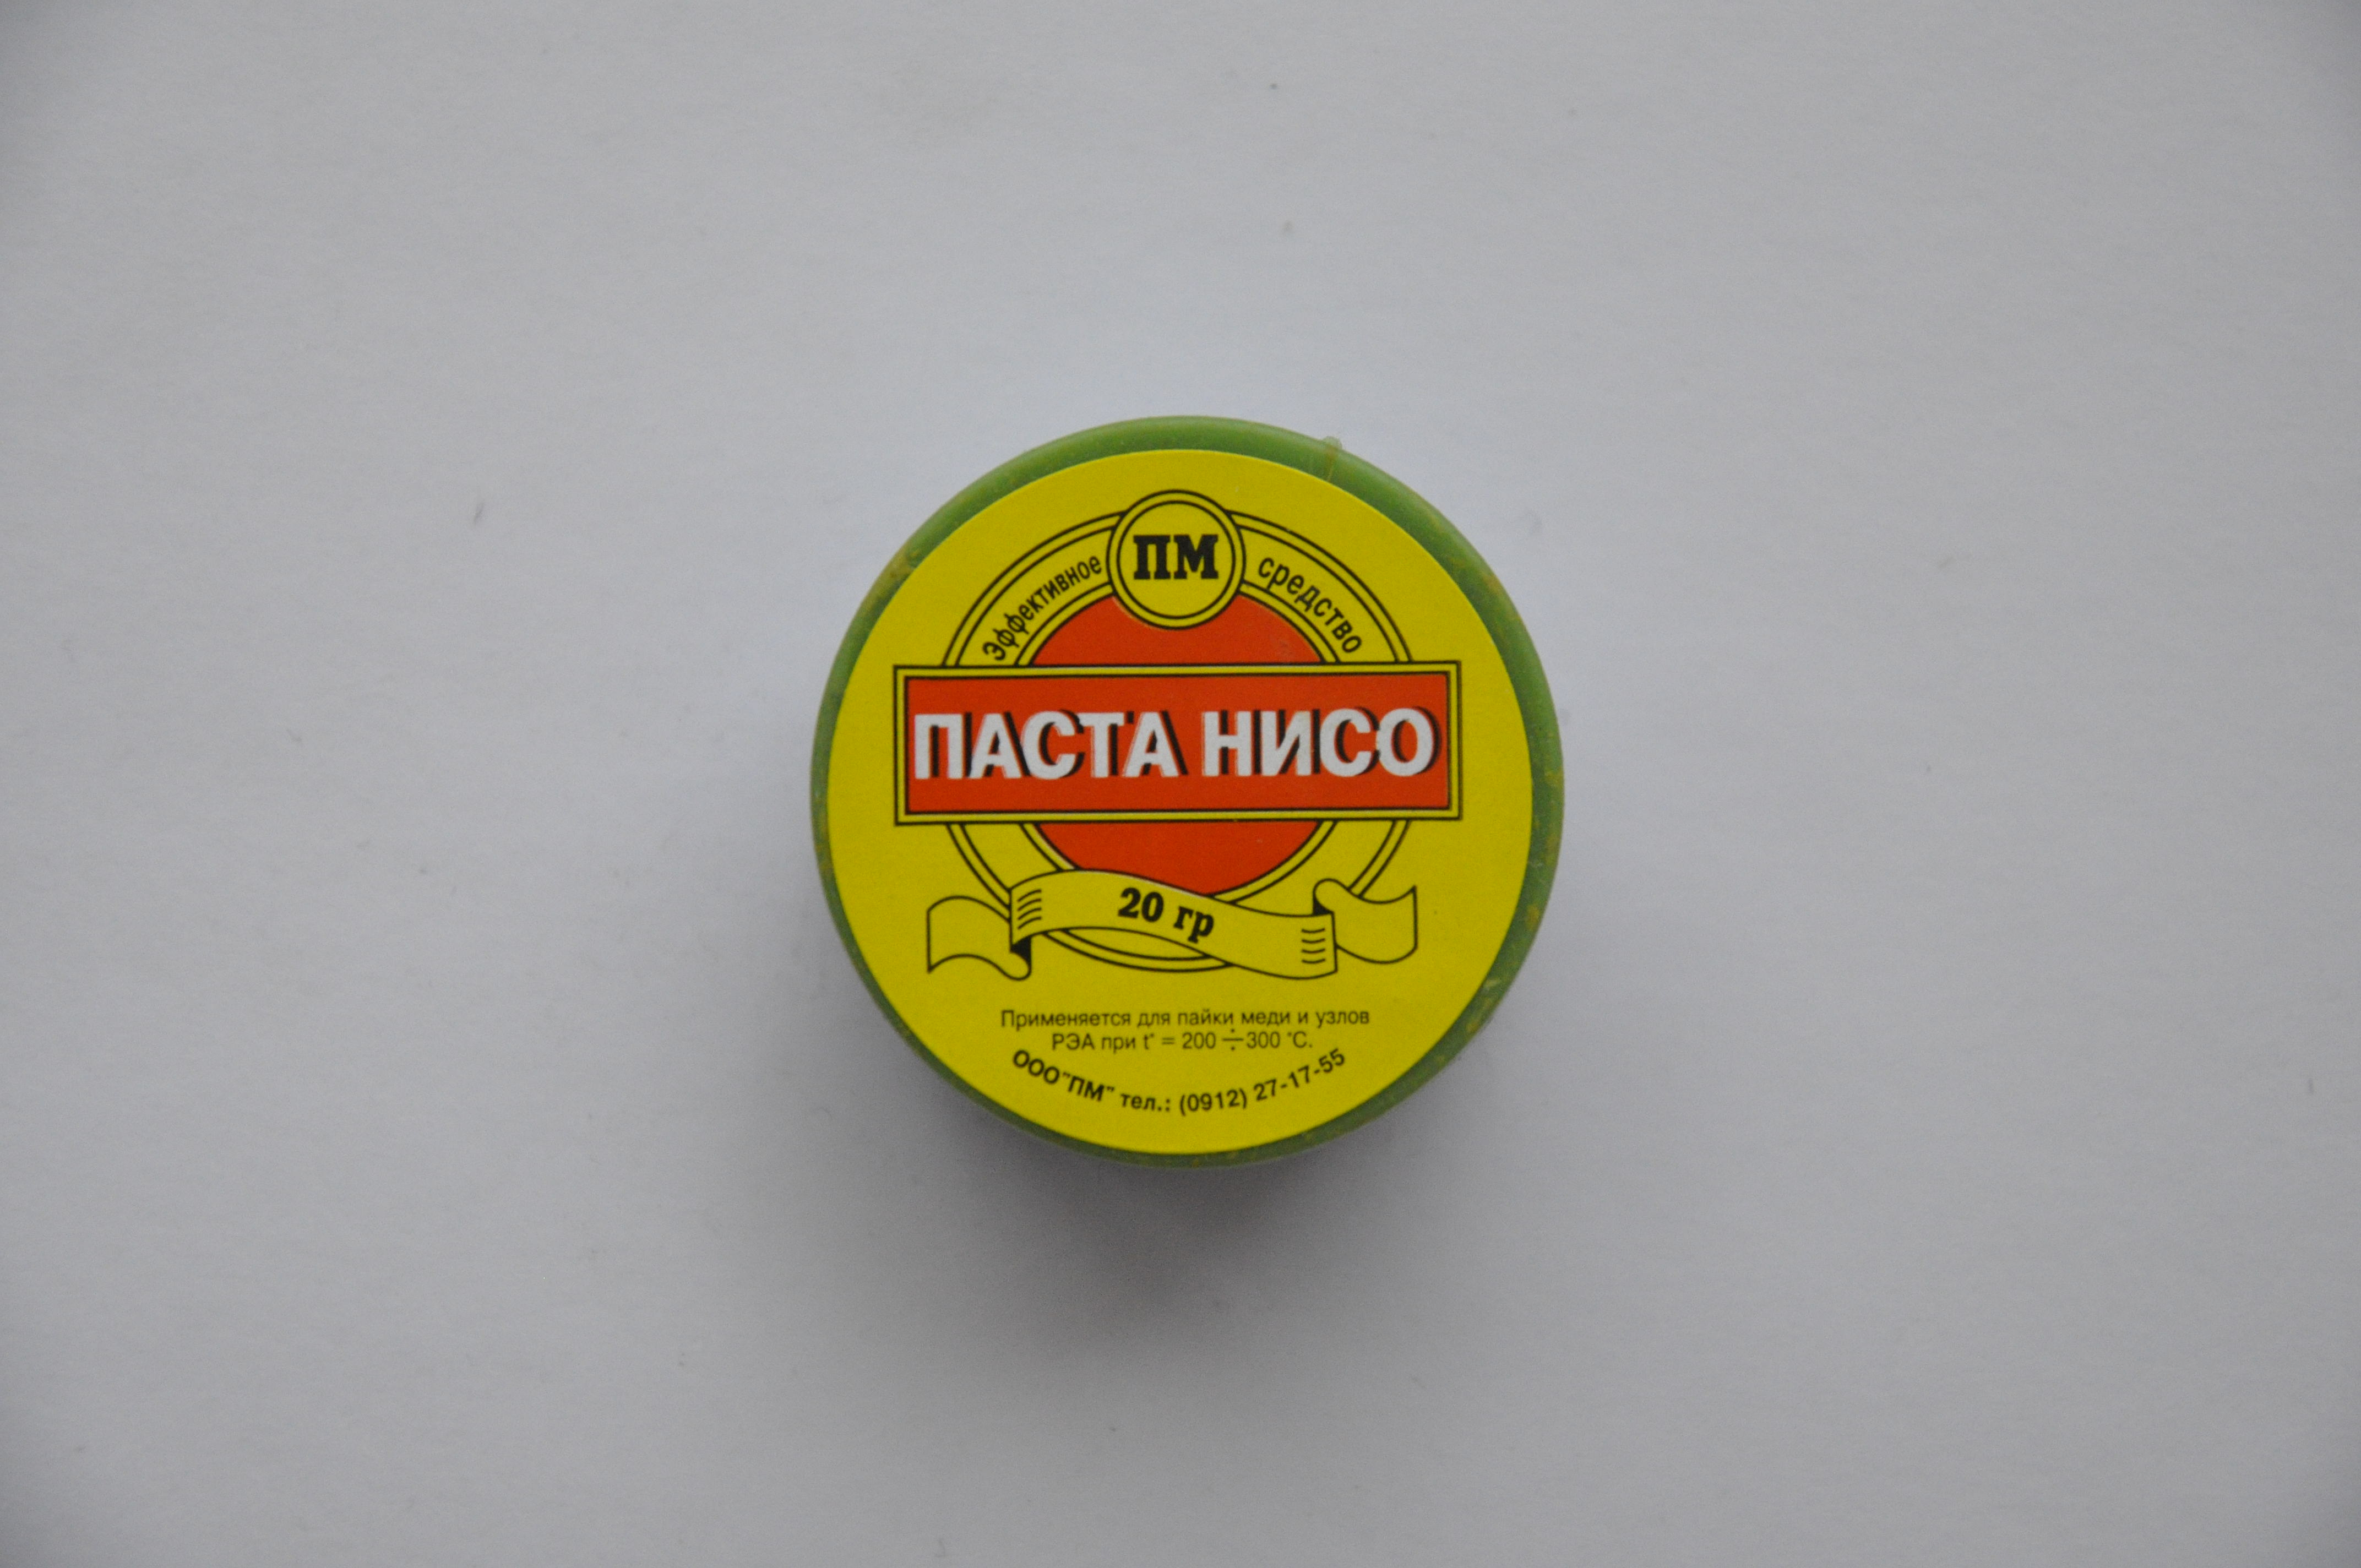 ПМ
Эффективное средство
ПАСТА НИСО
20 гр
Применяется для пайки меди и узлов
РЭА при t° = 200 ÷ 300 °C.
ООО "ПМ" тел.: (0912) 27-17-55